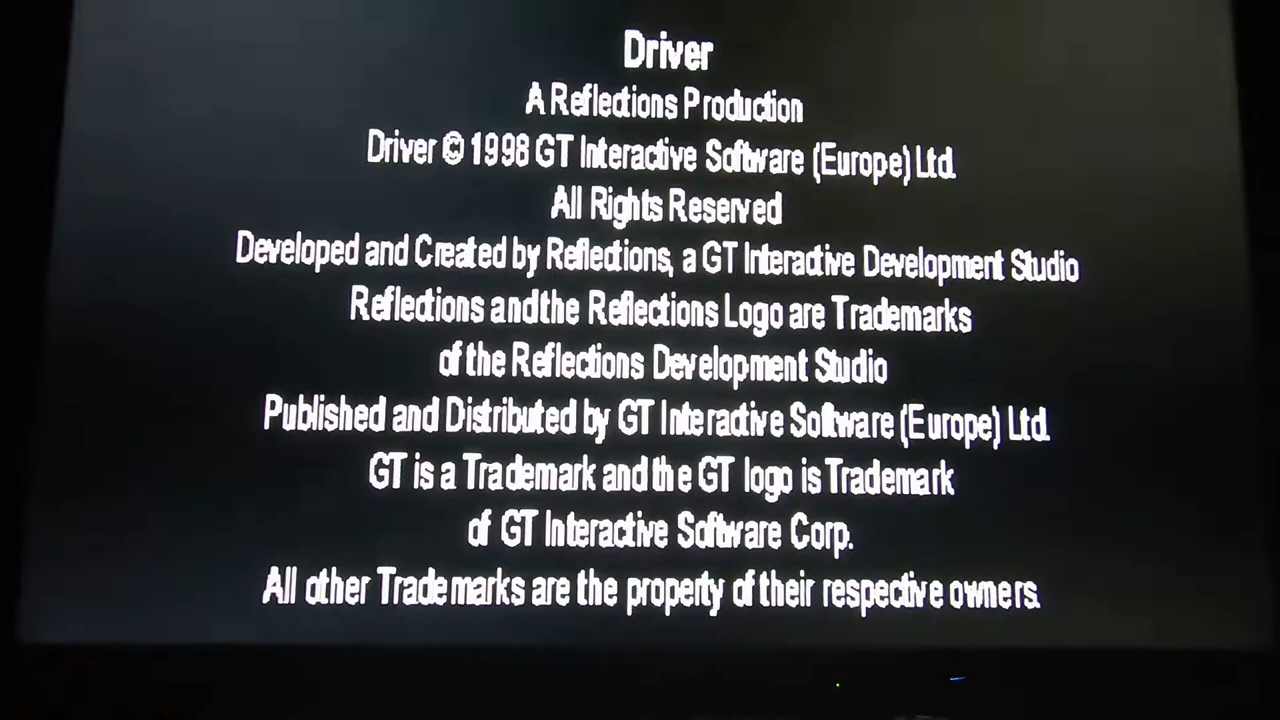 Driver
A Reflections Production
Driver © 1998 GT Interactive Software (Europe) Ltd.
All Rights Reserved
Developed and Created by Reflections, a GT Interactive Development Studio
Reflections and the Reflections Logo are Trademarks
of the Reflections Development Studio
Published and Distributed by GT Interactive Software (Europe) Ltd.
GT is a Trademark and the GT logo is Trademark
of GT Interactive Software Corp.
All other Trademarks are the property of their respective owners.